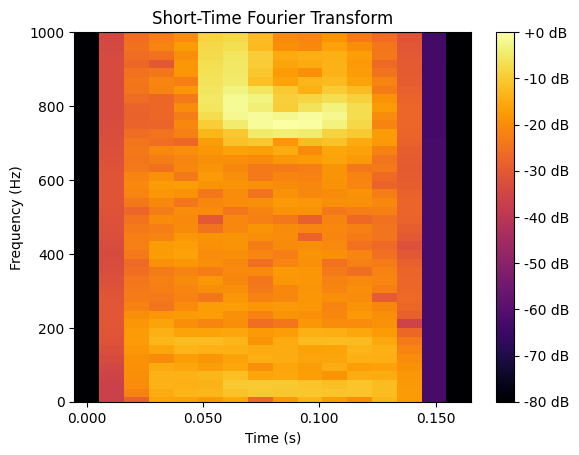 Short-Time Fourier Transform
Frequency (Hz)
1000
800
600
400
200
0
0.000
0.050
0.100
0.150
Time (s)
+0 dB
-10 dB
-20 dB
-30 dB
-40 dB
-50 dB
-60 dB
-70 dB
-80 dB